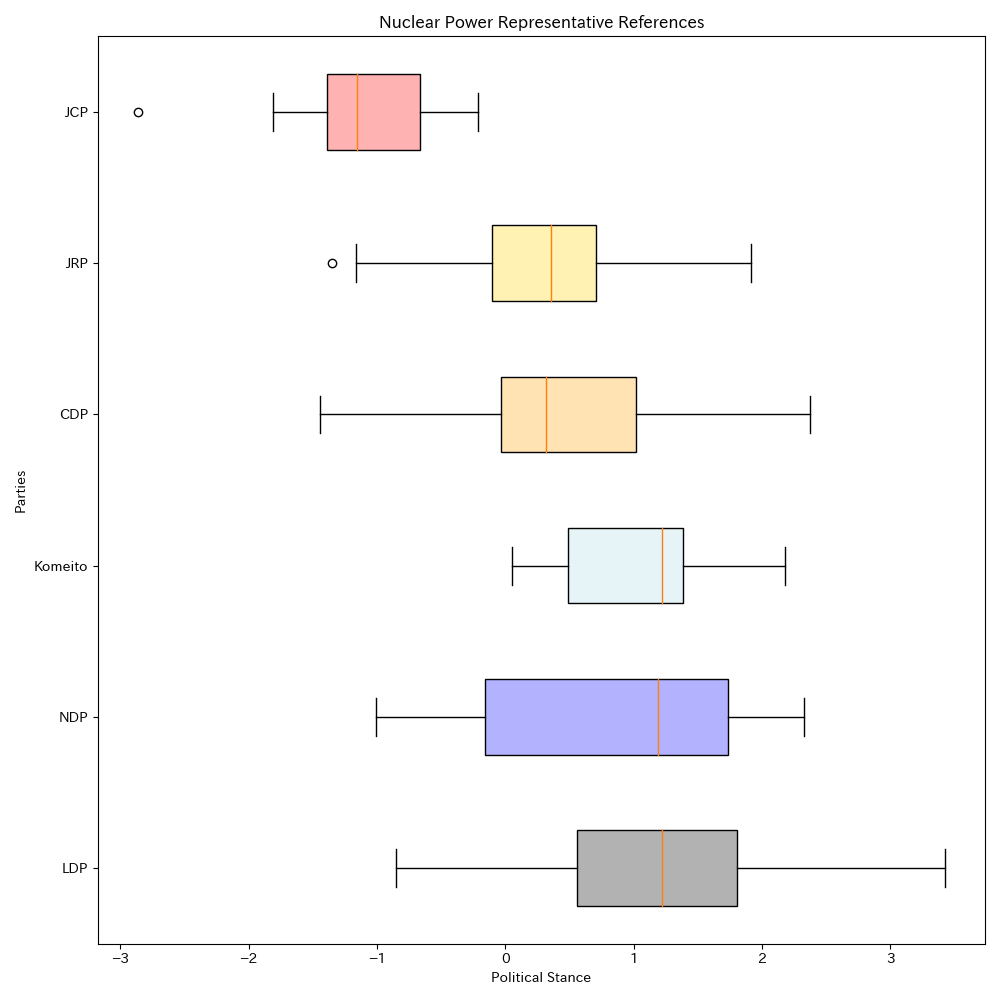 Nuclear Power Representative References
JCP
JRP
CDP
Komeito
NDP
LDP
Parties
−3 −2 −1 0 1 2 3
Political Stance